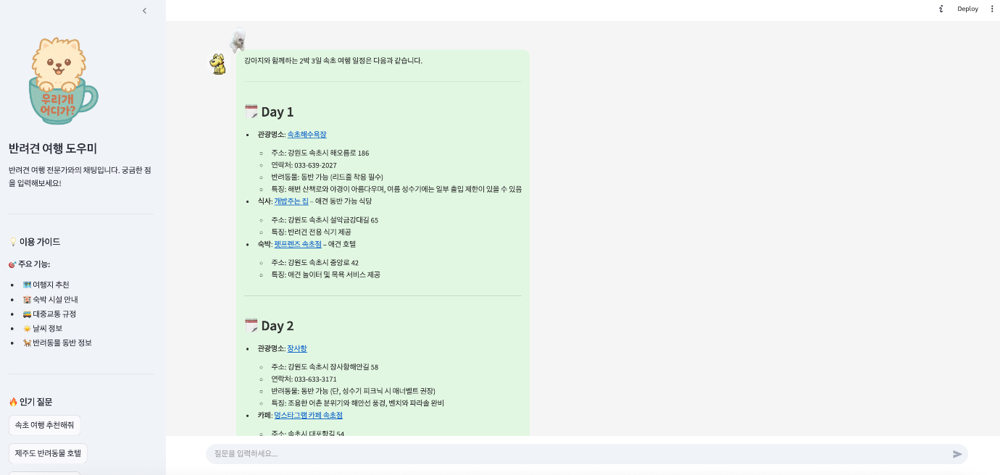 Deploy
우리개
어디가?
반려견 여행 도우미
반려견 여행 전문가와의 채팅입니다. 궁금한 점
을 입력해보세요!
이용 가이드
주요 기능:
여행지 추천
숙박 시설 안내
대중교통 규정
날씨 정보
반려동물 동반 정보
인기 질문
속초 여행 추천해줘
제주도 반려동물 호텔
강아지와 함께하는 2박 3일 속초 여행 일정은 다음과 같습니다.
Day 1
관광명소: 속초해수욕장
주소: 강원도 속초시 해오름로 186
연락처: 033-639-2027
반려동물: 동반 가능 (리드줄 착용 필수)
특징: 해변 산책로와 야경이 아름다우며, 여름 성수기에는 일부 출입 제한이 있을 수 있음
식사: 개밥주는 집 – 애견 동반 가능 식당
주소: 강원도 속초시 설악금강대길 65
특징: 반려견 전용 식기 제공
숙박: 펫프렌즈 속초점 – 애견 호텔
주소: 강원도 속초시 중앙로 42
특징: 애견 놀이터 및 목욕 서비스 제공
Day 2
관광명소: 장사항
주소: 강원도 속초시 장사항해안길 58
연락처: 033-633-3171
반려동물: 동반 가능 (단, 성수기 피크닉 시 매너벨트 권장)
특징: 조용한 어촌 분위기와 해안선 풍경, 벤치와 파라솔 완비
카페: 멍스타그램 카페 속초점
주소: 속초시 대포항길 54
질문을 입력하세요...